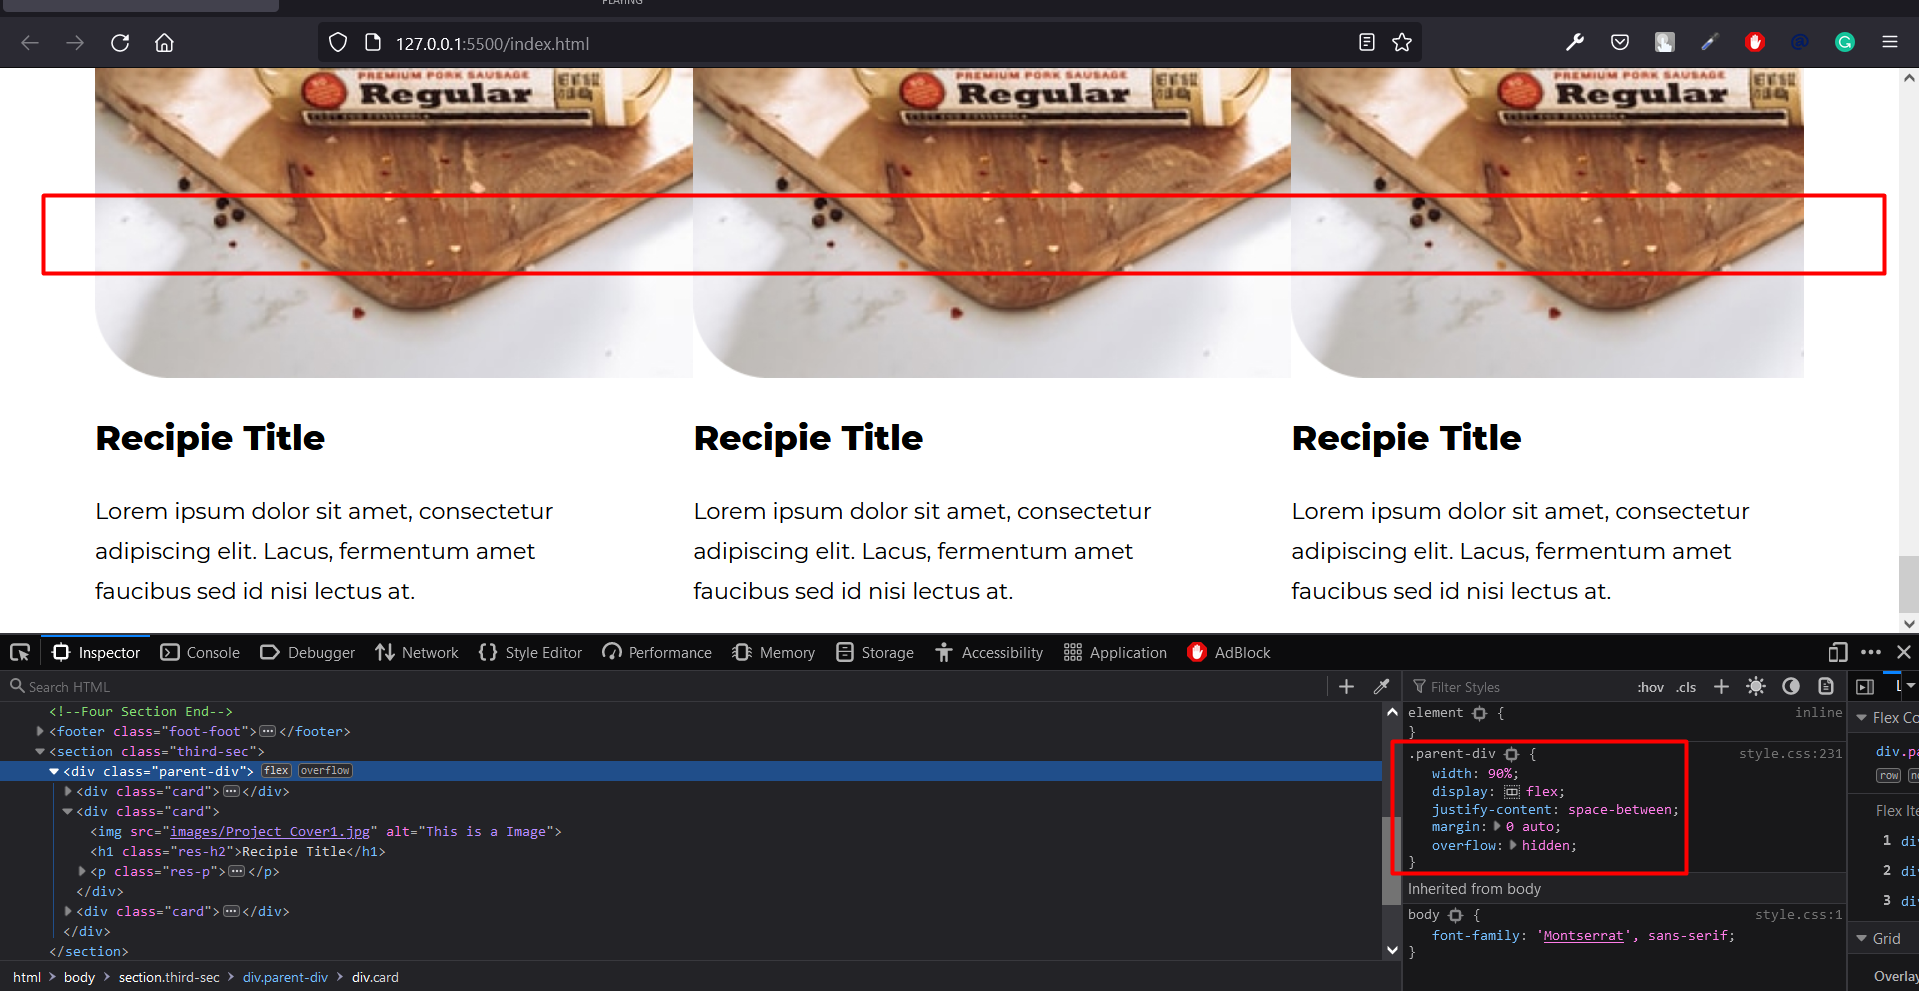 PLAYING
127.0.0.1:5500/index.html
PREMIUM PORK SAUSAGE PREMIUM PORK SAUSAGE PREMIUM PORK SAUSAGE
Regular Regular Regular
Recipie Title Recipie Title Recipie Title
Lorem ipsum dolor sit amet, consectetur Lorem ipsum dolor sit amet, consectetur Lorem ipsum dolor sit amet, consectetur
adipiscing elit. Lacus, fermentum amet adipiscing elit. Lacus, fermentum amet adipiscing elit. Lacus, fermentum amet
faucibus sed id nisi lectus at. faucibus sed id nisi lectus at. faucibus sed id nisi lectus at.
Inspector Console Debugger Network Style Editor Performance Memory Storage Accessibility Application AdBlock
Search HTML
<!--Four Section End-->
<footer class="foot-foot"></footer>
<section class="third-sec">
<div class="parent-div"> flex overflow
<div class="card"></div>
<div class="card">
<img src="images/Project Cover1.jpg" alt="This is a Image">
<h1 class="res-h2">Recipie Title</h1>
<p class="res-p"></p>
</div>
<div class="card"></div>
</div>
</section>
html > body > section.third-sec > div.parent-div > div.card
Filter Styles :hov .cls
element { inline
}
.parent-div { style.css:231
width: 90%;
display: flex;
justify-content: space-between;
margin: 0 auto;
overflow: hidden;
}
Inherited from body
body { style.css:1
font-family: 'Montserrat', sans-serif;
}
L
Flex Co
div.pa
row no
Flex Ite
1 div
2 div
3 div
Grid
Overlay